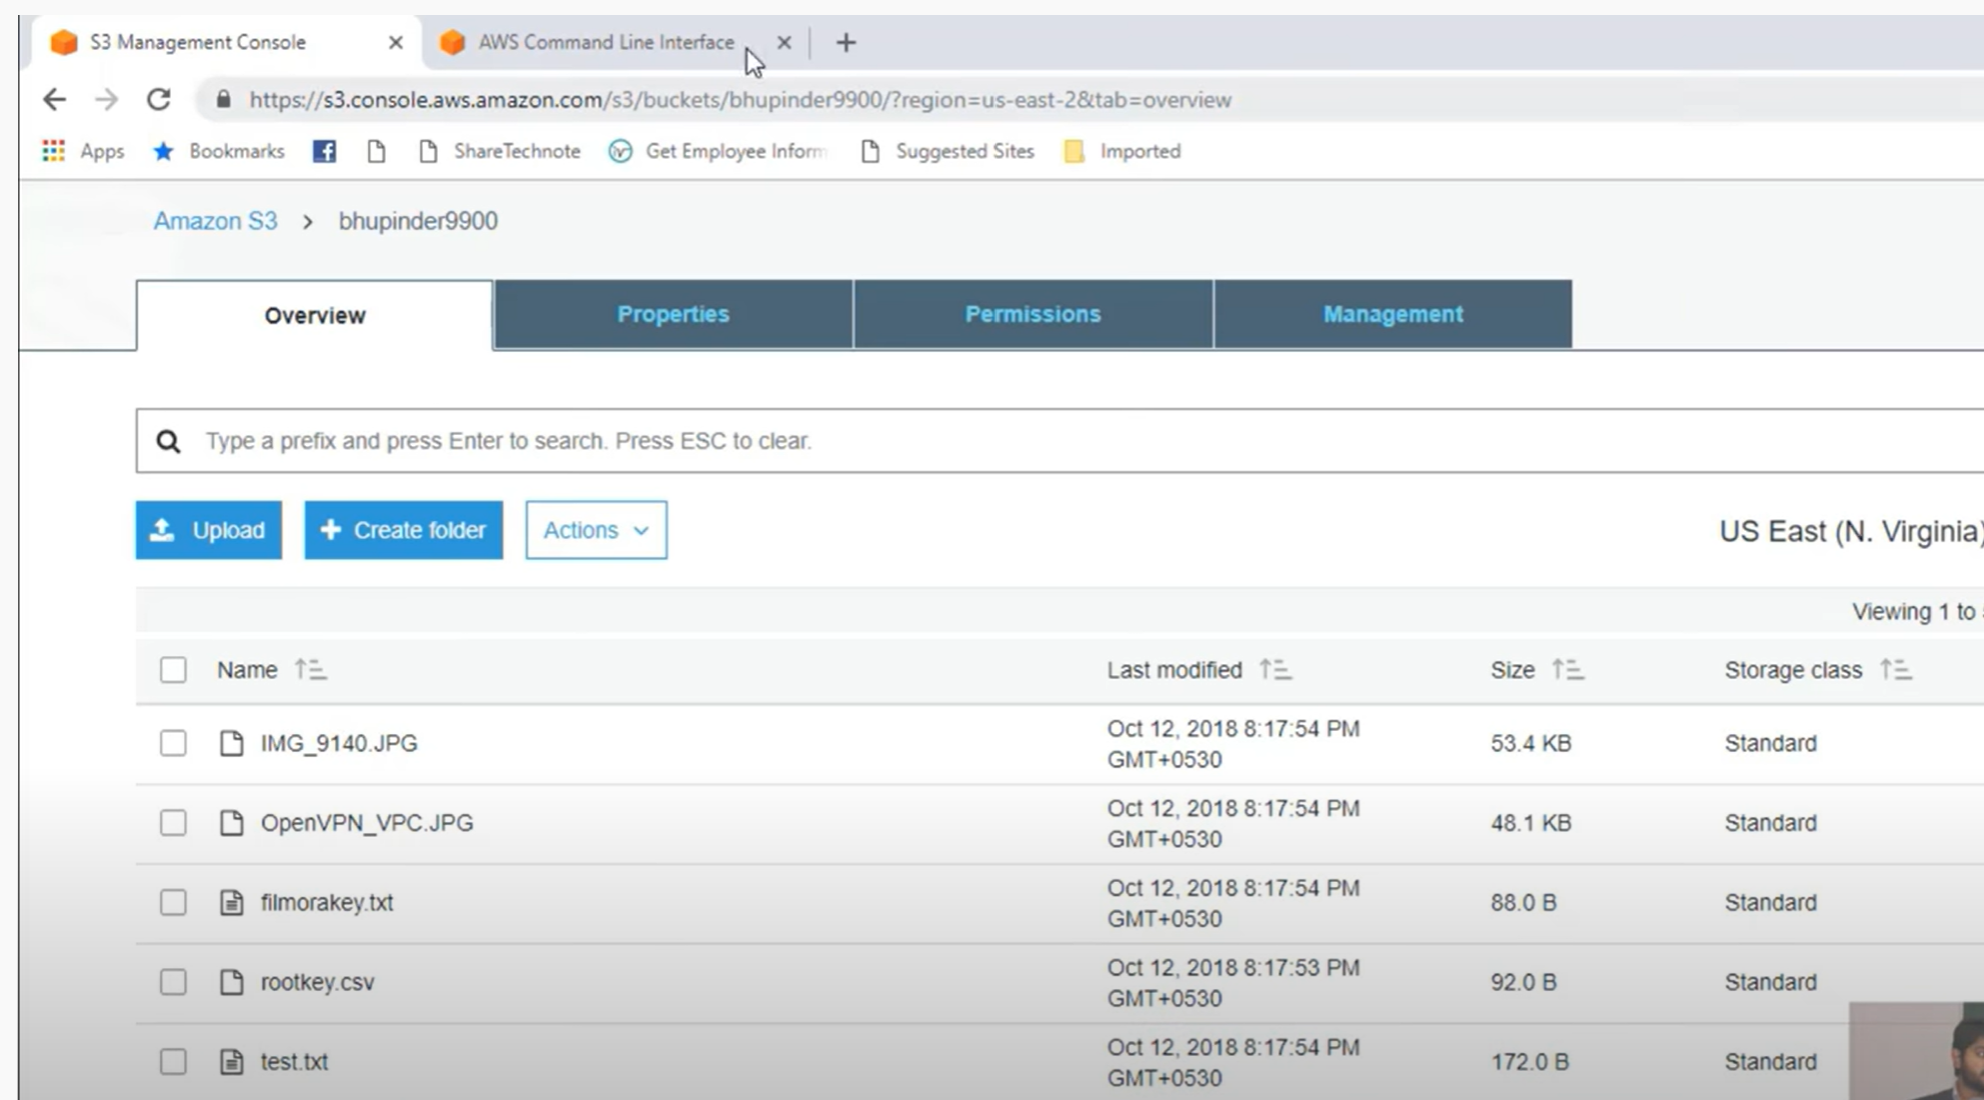 S3 Management Console
AWS Command Line Interface
https://s3.console.aws.amazon.com/s3/buckets/bhupinder9900/?region=us-east-2&tab=overview
Apps Bookmarks ShareTechnote Get Employee Inform Suggested Sites Imported
Amazon S3 > bhupinder9900
Overview Properties Permissions Management
Type a prefix and press Enter to search. Press ESC to clear.
Upload + Create folder Actions US East (N. Virginia)
Viewing 1 to
Name Last modified Size Storage class
IMG_9140.JPG Oct 12, 2018 8:17:54 PM GMT+0530 53.4 KB Standard
OpenVPN_VPC.JPG Oct 12, 2018 8:17:54 PM GMT+0530 48.1 KB Standard
filmorakey.txt Oct 12, 2018 8:17:54 PM GMT+0530 88.0 B Standard
rootkey.csv Oct 12, 2018 8:17:53 PM GMT+0530 92.0 B Standard
test.txt Oct 12, 2018 8:17:54 PM GMT+0530 172.0 B Standard